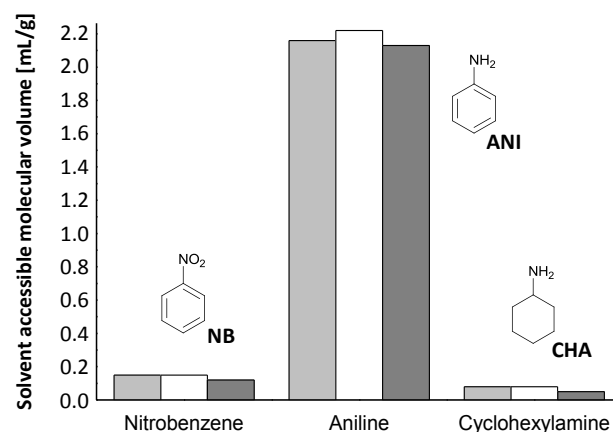 Solvent accessible molecular volume [mL/g]
2.2
2.0
1.8
1.6
1.4
1.2
1.0
0.8
0.6
0.4
0.2
0.0
NH₂
ANI
NO₂
NB
NH₂
CHA
Nitrobenzene
Aniline
Cyclohexylamine